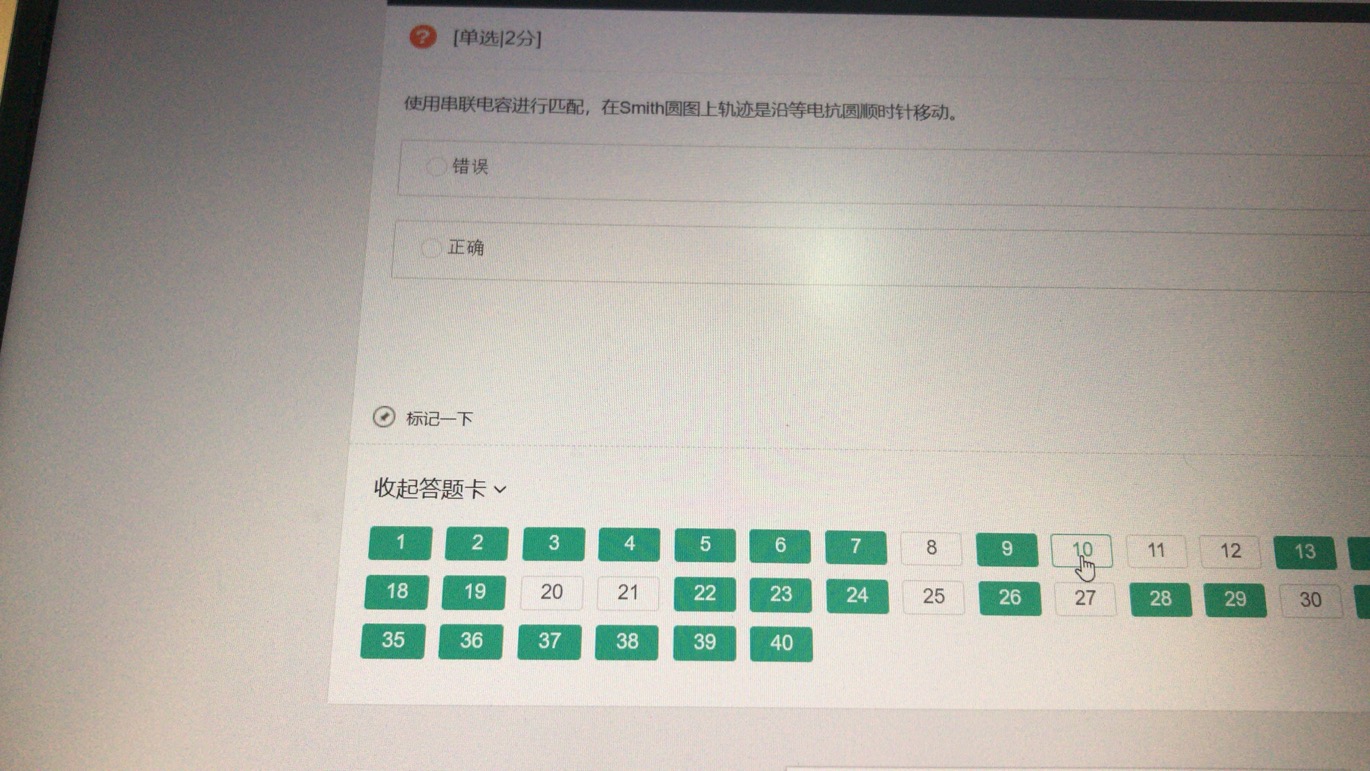 [单选|2分]
使用串联电容进行匹配，在Smith圆图上轨迹是沿等电抗圆顺时针移动。
错误
正确
标记一下
收起答题卡
1 2 3 4 5 6 7 8 9 10 11 12 13
18 19 20 21 22 23 24 25 26 27 28 29 30
35 36 37 38 39 40